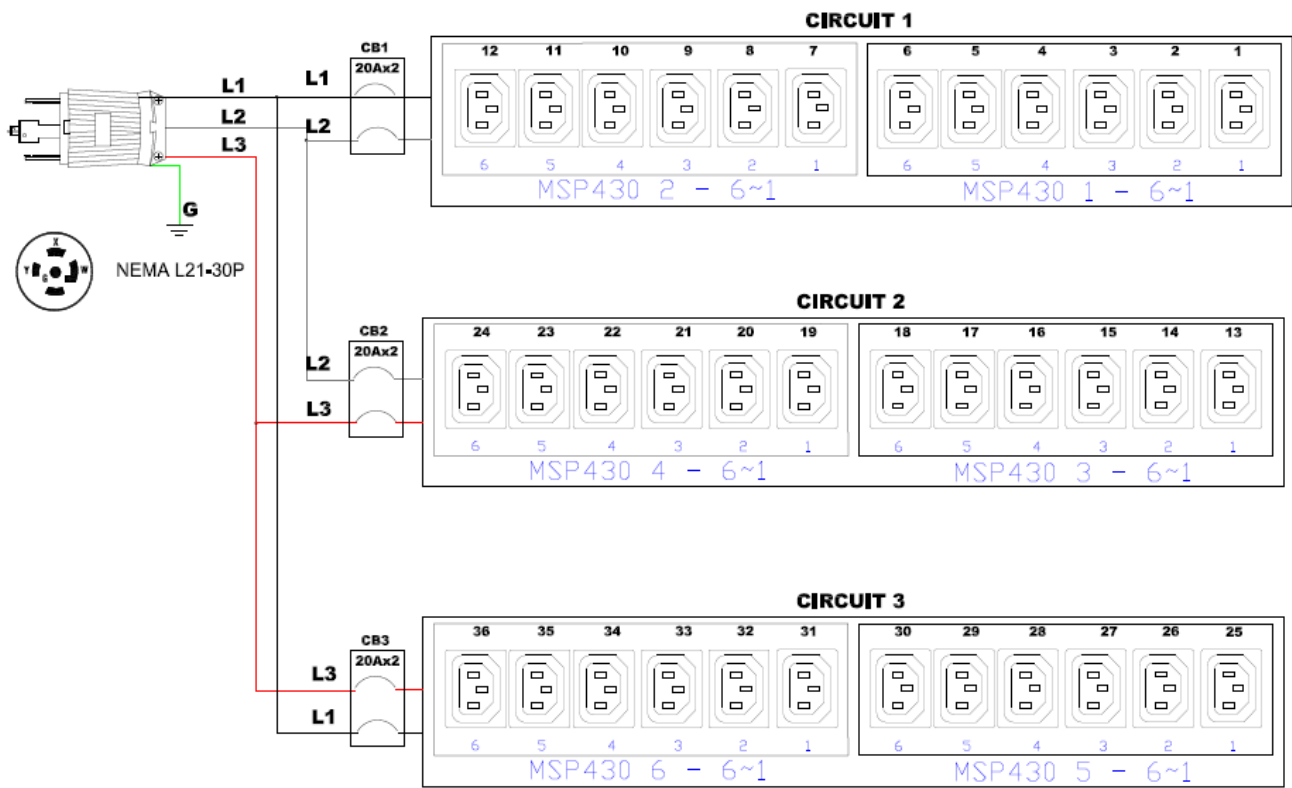 CIRCUIT 1
CB1
20Ax2
L1
L1
L2
L2
L3
G
12 11 10 9 8 7 6 5 4 3 2 1
6 5 4 3 2 1 6 5 4 3 2 1
MSP430 2 - 6~1 MSP430 1 - 6~1
X
Y G W
NEMA L21-30P
CIRCUIT 2
CB2
20Ax2
L2
L3
24 23 22 21 20 19 18 17 16 15 14 13
6 5 4 3 2 1 6 5 4 3 2 1
MSP430 4 - 6~1 MSP430 3 - 6~1
CIRCUIT 3
CB3
20Ax2
L3
L1
36 35 34 33 32 31 30 29 28 27 26 25
6 5 4 3 2 1 6 5 4 3 2 1
MSP430 6 - 6~1 MSP430 5 - 6~1